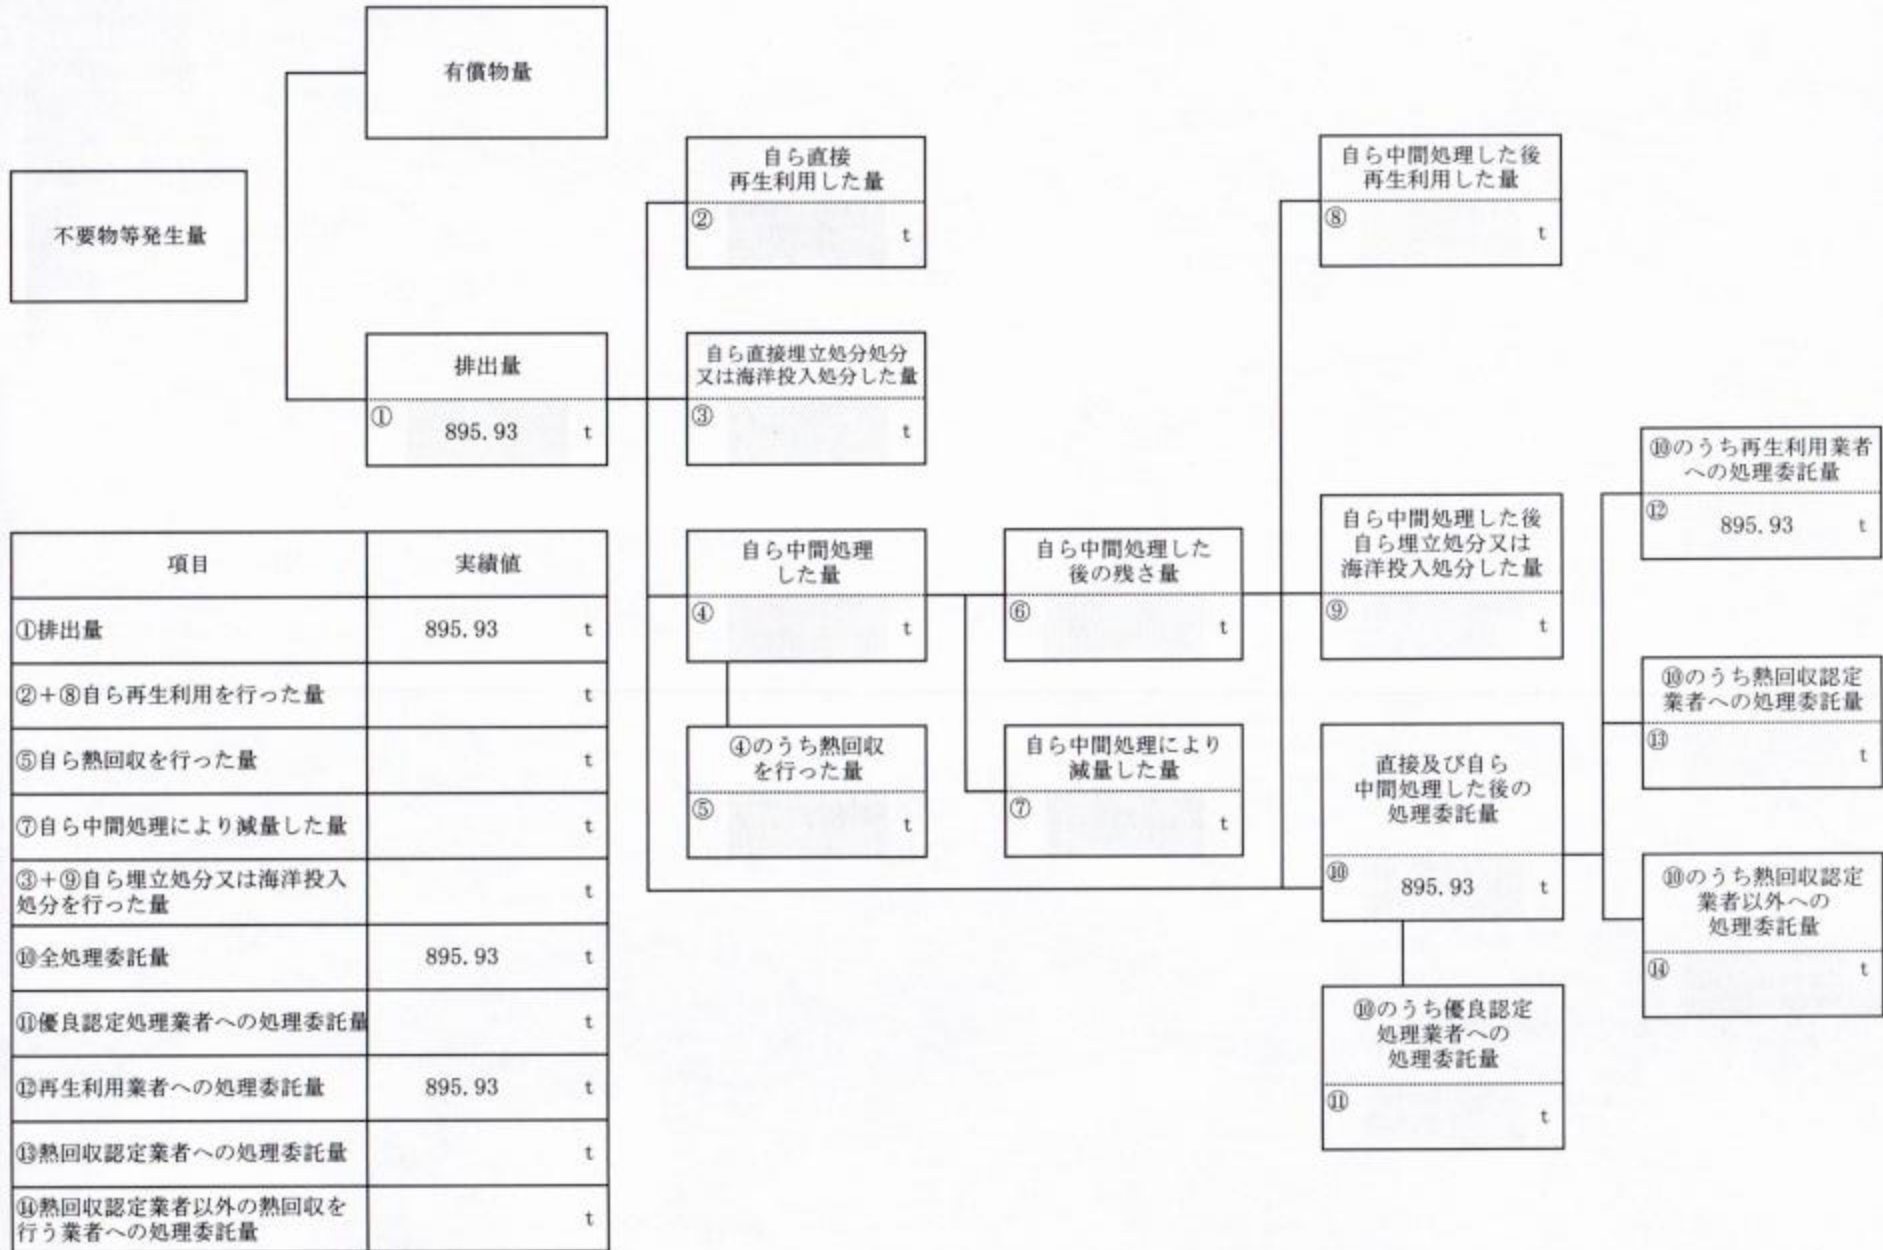 有償物量
不要物等発生量
排出量
① 895.93 t
自ら直接
再生利用した量
② t
自ら直接埋立処分処分
又は海洋投入処分した量
③ t
自ら中間処理
した量
④ t
④のうち熱回収
を行った量
⑤ t
自ら中間処理した
後の残さ量
⑥ t
自ら中間処理により
減量した量
⑦ t
自ら中間処理した後
再生利用した量
⑧ t
自ら中間処理した後
自ら埋立処分又は
海洋投入処分した量
⑨ t
直接及び自ら
中間処理した後の
処理委託量
⑩ 895.93 t
⑩のうち優良認定
処理業者への
処理委託量
⑪ t
⑩のうち再生利用業者
への処理委託量
⑫ 895.93 t
⑩のうち熱回収認定
業者への処理委託量
⑬ t
⑩のうち熱回収認定
業者以外への
処理委託量
⑭ t
項目 実績値
①排出量 895.93 t
②+⑧自ら再生利用を行った量 t
⑤自ら熱回収を行った量 t
⑦自ら中間処理により減量した量 t
③+⑨自ら埋立処分又は海洋投入
処分を行った量 t
⑩全処理委託量 895.93 t
⑪優良認定処理業者への処理委託量 t
⑫再生利用業者への処理委託量 895.93 t
⑬熱回収認定業者への処理委託量 t
⑭熱回収認定業者以外の熱回収を
行う業者への処理委託量 t